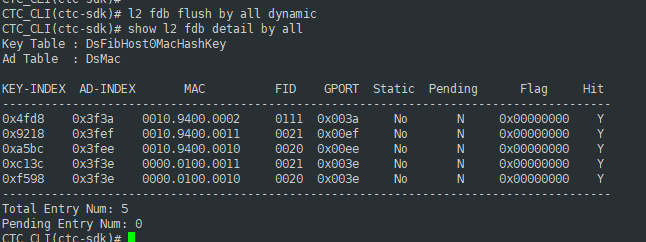 CTC_CLI(ctc-sdk)#
CTC_CLI(ctc-sdk)# l2 fdb flush by all dynamic
CTC_CLI(ctc-sdk)# show l2 fdb detail by all
Key Table : DsFibHost0MacHashKey
Ad Table  : DsMac
KEY-INDEX  AD-INDEX       MAC          FID    GPORT  Static  Pending      Flag     Hit
-----------------------------------------------------------------------------------
0x4fd8   0x3f3a   0010.9400.0002     0111  0x003a     No       N     0x00000000   Y
0x9218   0x3fef   0010.9400.0011     0021  0x00ef     No       N     0x00000000   Y
0xa5bc   0x3fee   0010.9400.0010     0020  0x00ee     No       N     0x00000000   Y
0xc13c   0x3f3e   0000.0100.0011     0021  0x003e     No       N     0x00000000   Y
0xf598   0x3f3e   0000.0100.0010     0020  0x003e     No       N     0x00000000   Y
-----------------------------------------------------------------------------------
Total Entry Num: 5
Pending Entry Num: 0
CTC_CLI(ctc-sdk)#